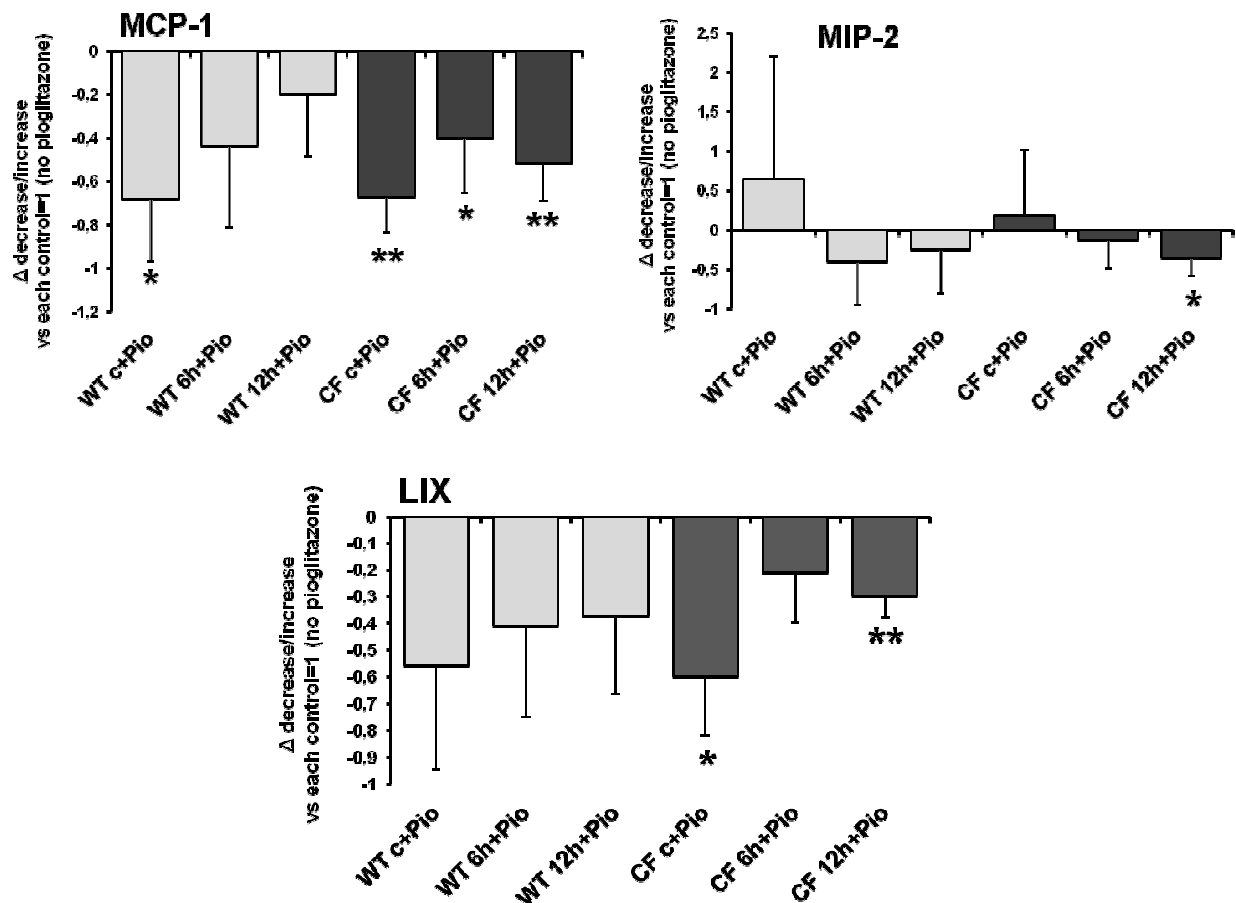 MCP-1
Δ decrease/increase
vs each control=1 (no pioglitazone)
0
-0,2
-0,4
-0,6
-0,8
-1
-1,2
*
**
*
**
WT c+Pio
WT 6h+Pio
WT 12h+Pio
CF c+Pio
CF 6h+Pio
CF 12h+Pio
MIP-2
Δ decrease/increase
vs each control=1 (no pioglitazone)
2,5
2
1,5
1
0,5
0
-0,5
-1
*
WT c+Pio
WT 6h+Pio
WT 12h+Pio
CF c+Pio
CF 6h+Pio
CF 12h+Pio
LIX
Δ decrease/increase
vs each control=1 (no pioglitazone)
0
-0,1
-0,2
-0,3
-0,4
-0,5
-0,6
-0,7
-0,8
-0,9
-1
*
**
WT c+Pio
WT 6h+Pio
WT 12h+Pio
CF c+Pio
CF 6h+Pio
CF 12h+Pio